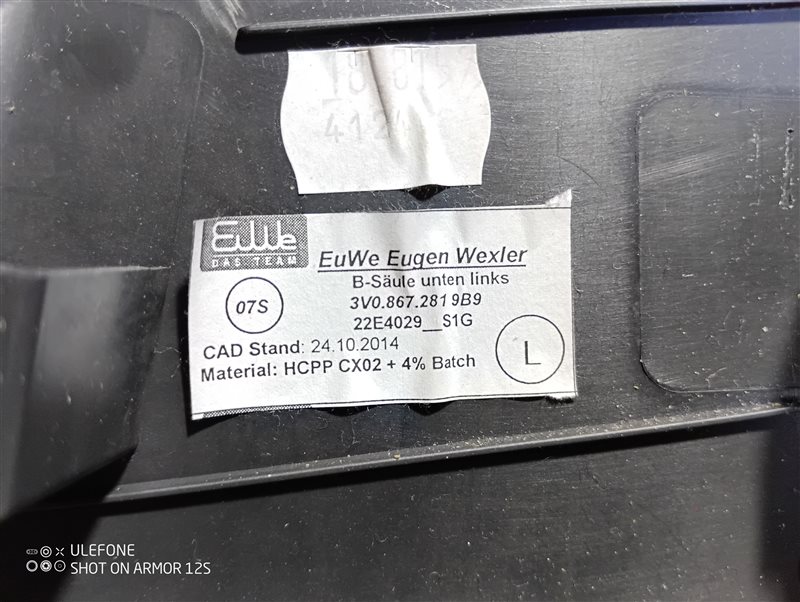 412
EuWe
DAS TEAM
EuWe Eugen Wexler
B-Säule unten links
07S
3V0.867.281 9B9
22E4029__S1G
CAD Stand: 24.10.2014
L
Material: HCPP CX02 + 4% Batch
ULEFONE
SHOT ON ARMOR 12S